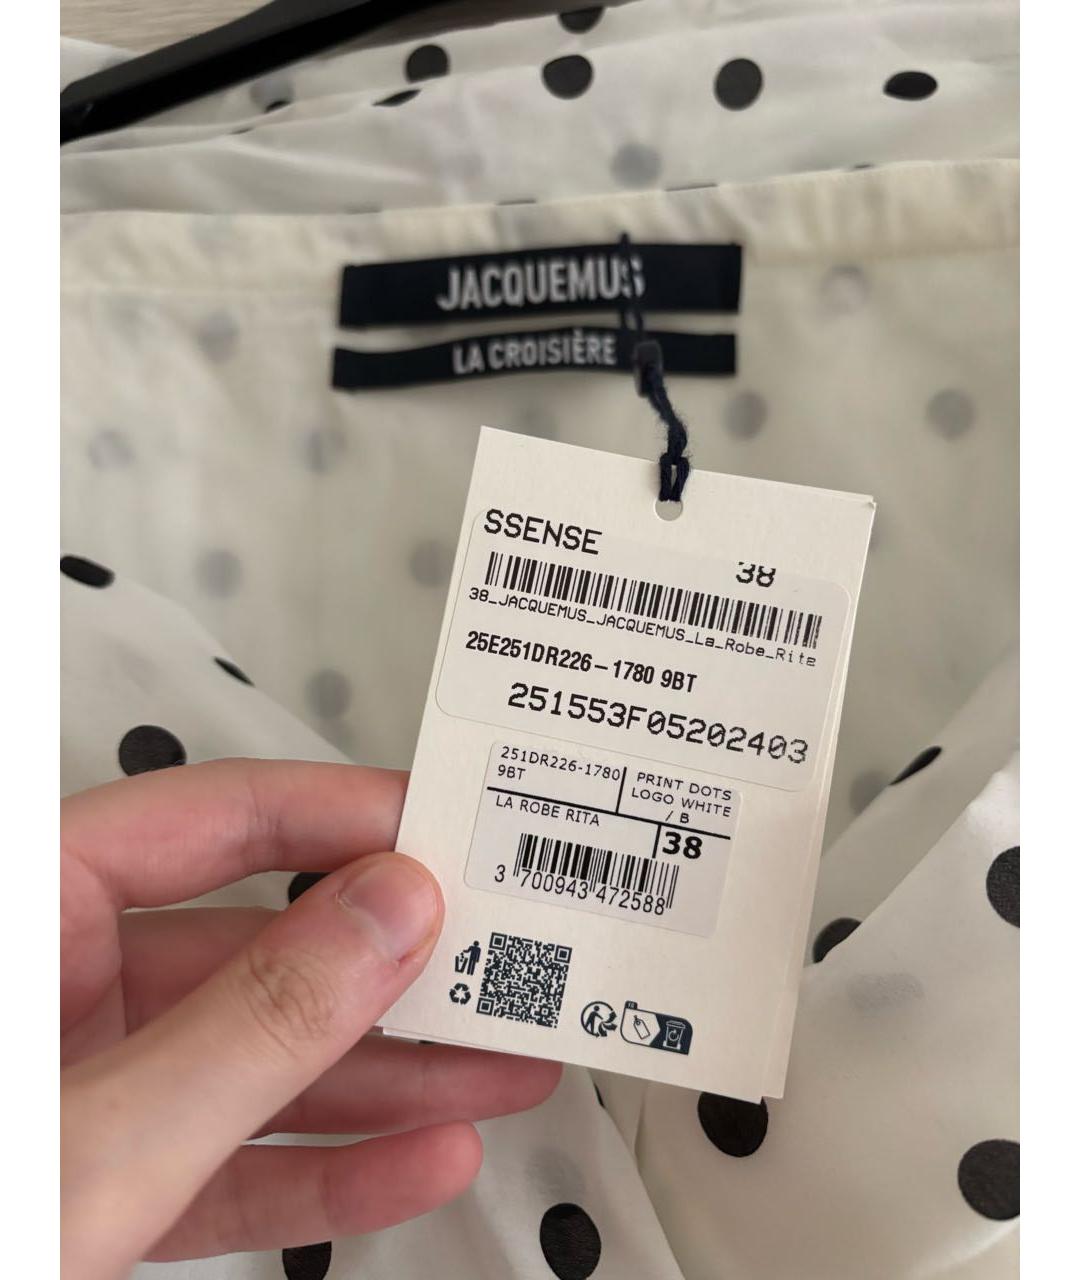 JACQUEMUS
LA CROISIÈRE
SSENSE
38
38_JACQUEMUS_JACQUEMUS_La_Robe_Rita
25E251DR226-1780 9BT
251553F05202403
251DR226-1780
9BT
PRINT DOTS
LOGO WHITE
/ B
LA ROBE RITA
38
3 700943 472588